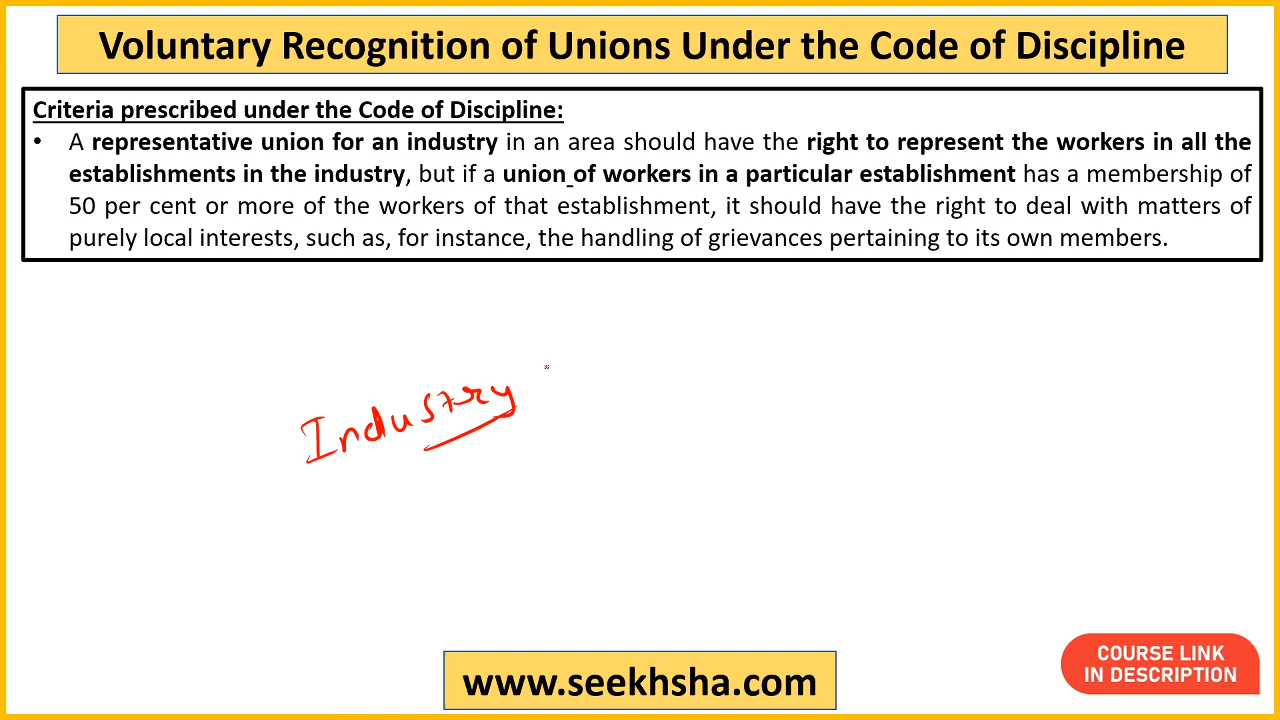 Voluntary Recognition of Unions Under the Code of Discipline
Criteria prescribed under the Code of Discipline:
• A representative union for an industry in an area should have the right to represent the workers in all the
establishments in the industry, but if a union of workers in a particular establishment has a membership of
50 per cent or more of the workers of that establishment, it should have the right to deal with matters of
purely local interests, such as, for instance, the handling of grievances pertaining to its own members.
Industry
COURSE LINK
IN DESCRIPTION
www.seekhsha.com